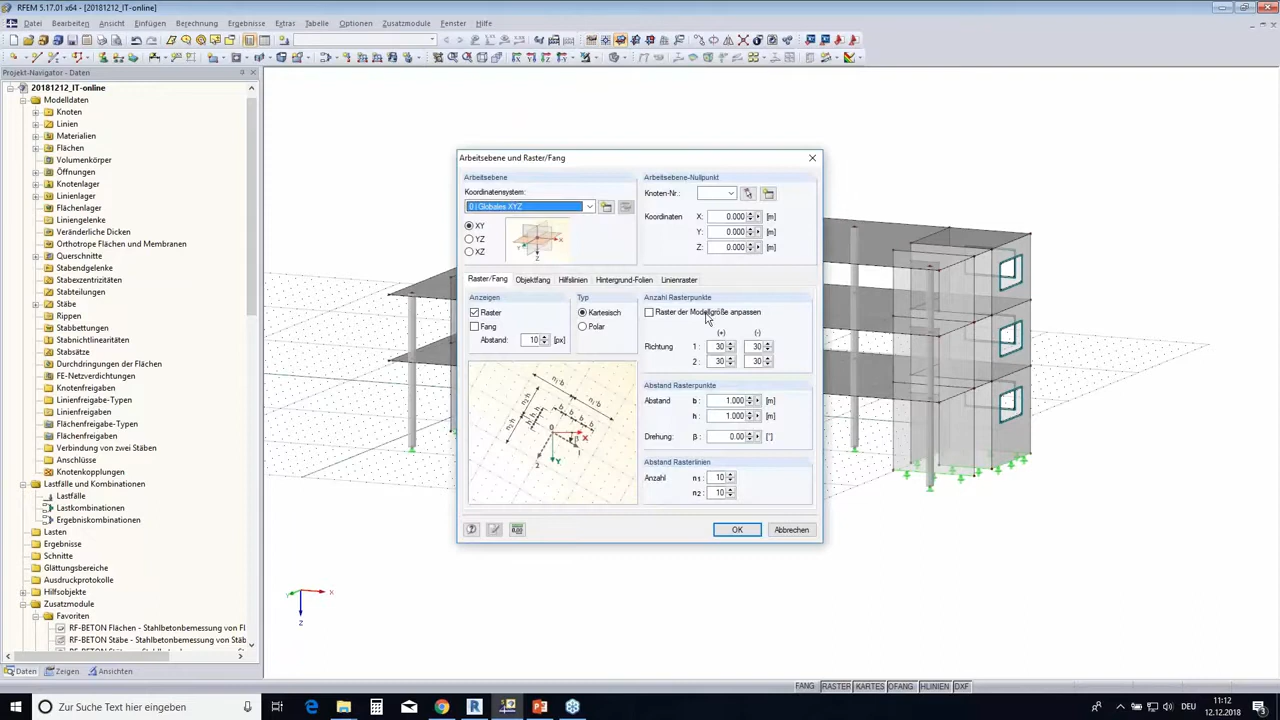 RFEM 5.17.01 x64 - [20181212_IT-online]
Datei Bearbeiten Ansicht Einfügen Berechnung Ergebnisse Extras Tabelle Optionen Zusatzmodule Fenster Hilfe
Projekt-Navigator - Daten
20181212_IT-online
Modelldaten
Knoten
Linien
Materialien
Flächen
Volumenkörper
Öffnungen
Knotenlager
Linienlager
Flächenlager
Liniengelenke
Veränderliche Dicken
Orthotrope Flächen und Membranen
Querschnitte
Stabendgelenke
Stabexzentrizitäten
Stabteilungen
Stäbe
Rippen
Stabbettungen
Stabnichtlinearitäten
Stabsätze
Durchdringungen der Flächen
FE-Netzverdichtungen
Knotenfreigaben
Linienfreigaben-Typen
Linienfreigaben
Flächenfreigaben-Typen
Flächenfreigaben
Verbindung von zwei Stäben
Anschlüsse
Knotenkopplungen
Lastfälle und Kombinationen
Lastfälle
Lastkombinationen
Ergebniskombinationen
Lasten
Ergebnisse
Schnitte
Glättungsbereiche
Ausdruckprotokolle
Hilfsobjekte
Zusatzmodule
Favoriten
RF-BETON Flächen - Stahlbetonbemessung von Fl
RF-BETON Stäbe - Stahlbetonbemessung von Stäb
Daten Zeigen Ansichten
Arbeitsebene und Raster/Fang
Arbeitsebene
Koordinatensystem:
0 | Globales XYZ
XY
YZ
XZ
Arbeitsebene-Nullpunkt
Knoten-Nr.:
Koordinaten X: 0.000 [m]
Y: 0.000 [m]
Z: 0.000 [m]
Raster/Fang Objektfang Hilfslinien Hintergrund-Folien Linienraster
Anzeigen
Raster
Fang
Abstand: 10 [px]
Typ
Kartesisch
Polar
Anzahl Rasterpunkte
Raster der Modellgröße anpassen
(+) (-)
Richtung 1: 30 30
2: 30 30
Abstand Rasterpunkte
Abstand b: 1.000 [m]
h: 1.000 [m]
Drehung: β: 0.00 [°]
Abstand Rasterlinien
Anzahl n1: 10
n2: 10
OK Abbrechen
X
Z
FANG RASTER KARTES OFANG HLINIEN DXF
Zur Suche Text hier eingeben
11:12
12.12.2018